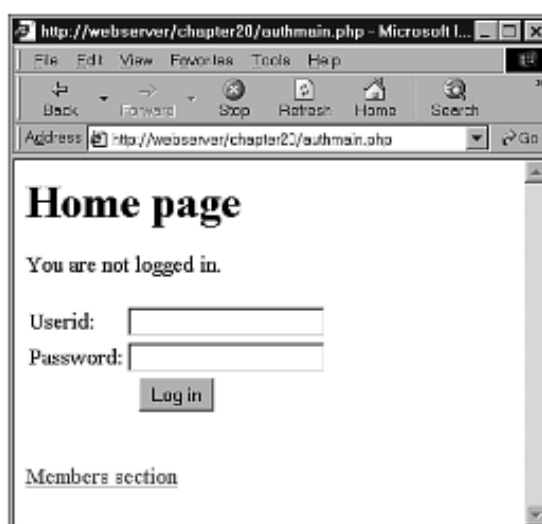 http://webserver/chapter20/authmain.php - Microsoft I...
File Edit View Favorites Tools Help
Back Forward Stop Refresh Home Search
Address http://webserver/chapter20/authmain.php Go
Home page
You are not logged in.
Userid:
Password:
Log in
Members section